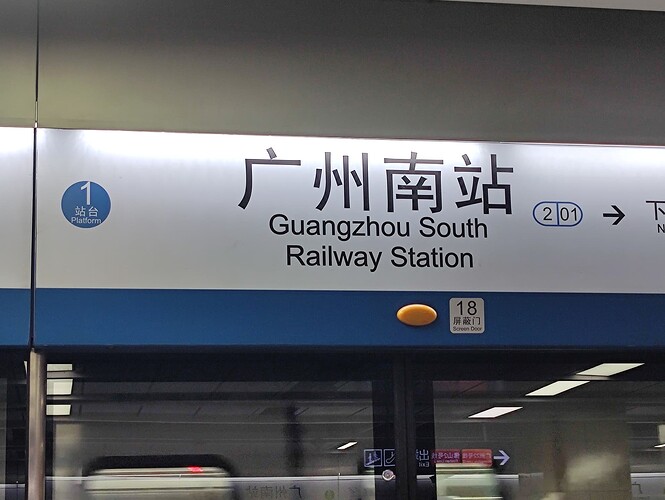 1
站台
Platform
广州南站
Guangzhou South
Railway Station
2 01
→
下
N
18
屏蔽门
Screen Door